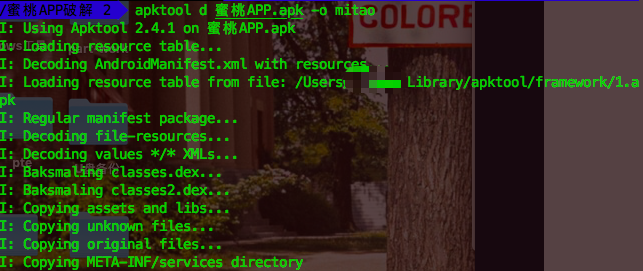 /蜜桃APP破解 2 apktool d 蜜桃APP.apk -o mitao
I: Using Apktool 2.4.1 on 蜜桃APP.apk
I: Loading resource table...
I: Decoding AndroidManifest.xml with resources
I: Loading resource table from file: /Users Library/apktool/framework/1.a
pk
I: Regular manifest package...
I: Decoding file-resources...
I: Decoding values */* XMLs...
I: Baksmaling classes.dex...
I: Baksmaling classes2.dex...
I: Copying assets and libs...
I: Copying unknown files...
I: Copying original files...
I: Copying META-INF/services directory
COLORE